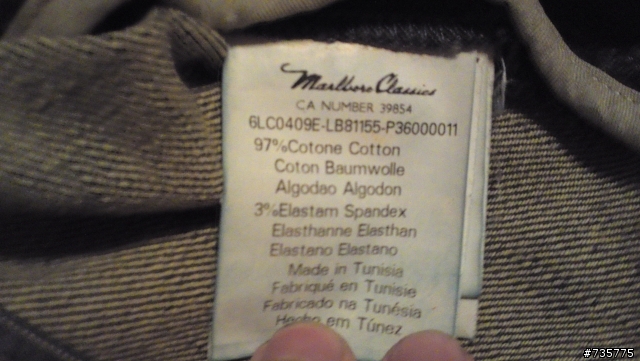 Marlboro Classics
CA NUMBER 39854
6LC0409E-LB81155-P36000011
97%Cotone Cotton
Coton Baumwolle
Algodao Algodon
3%Elastam Spandex
Elasthanne Elasthan
Elastano Elastano
Made in Tunisia
Fabriqué en Tunisie
Fabricado na Tunésia
Hecho em Túnez
#735775